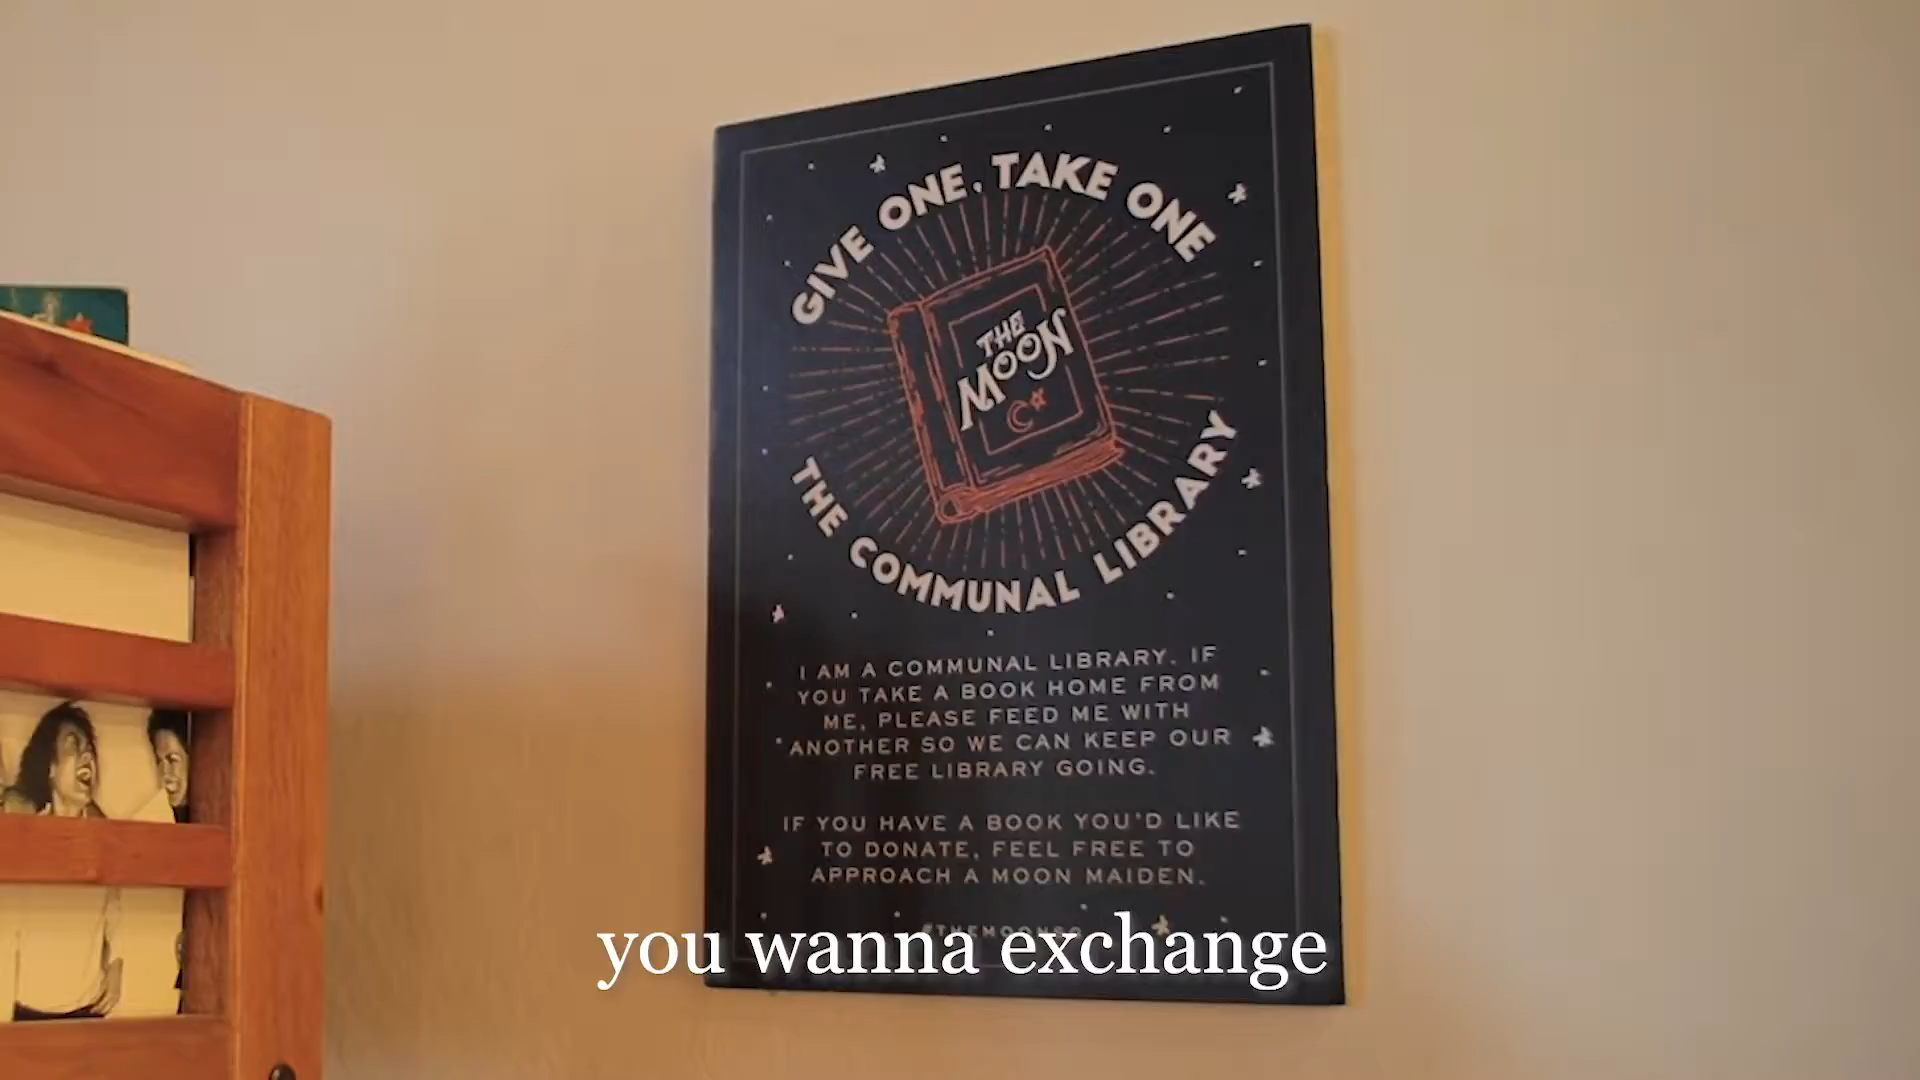 GIVE ONE, TAKE ONE
THE
MOON
THE COMMUNAL LIBRARY
I AM A COMMUNAL LIBRARY. IF
YOU TAKE A BOOK HOME FROM
ME, PLEASE FEED ME WITH
ANOTHER SO WE CAN KEEP OUR
FREE LIBRARY GOING.
IF YOU HAVE A BOOK YOU'D LIKE
TO DONATE, FEEL FREE TO
APPROACH A MOON MAIDEN.
you wanna exchange